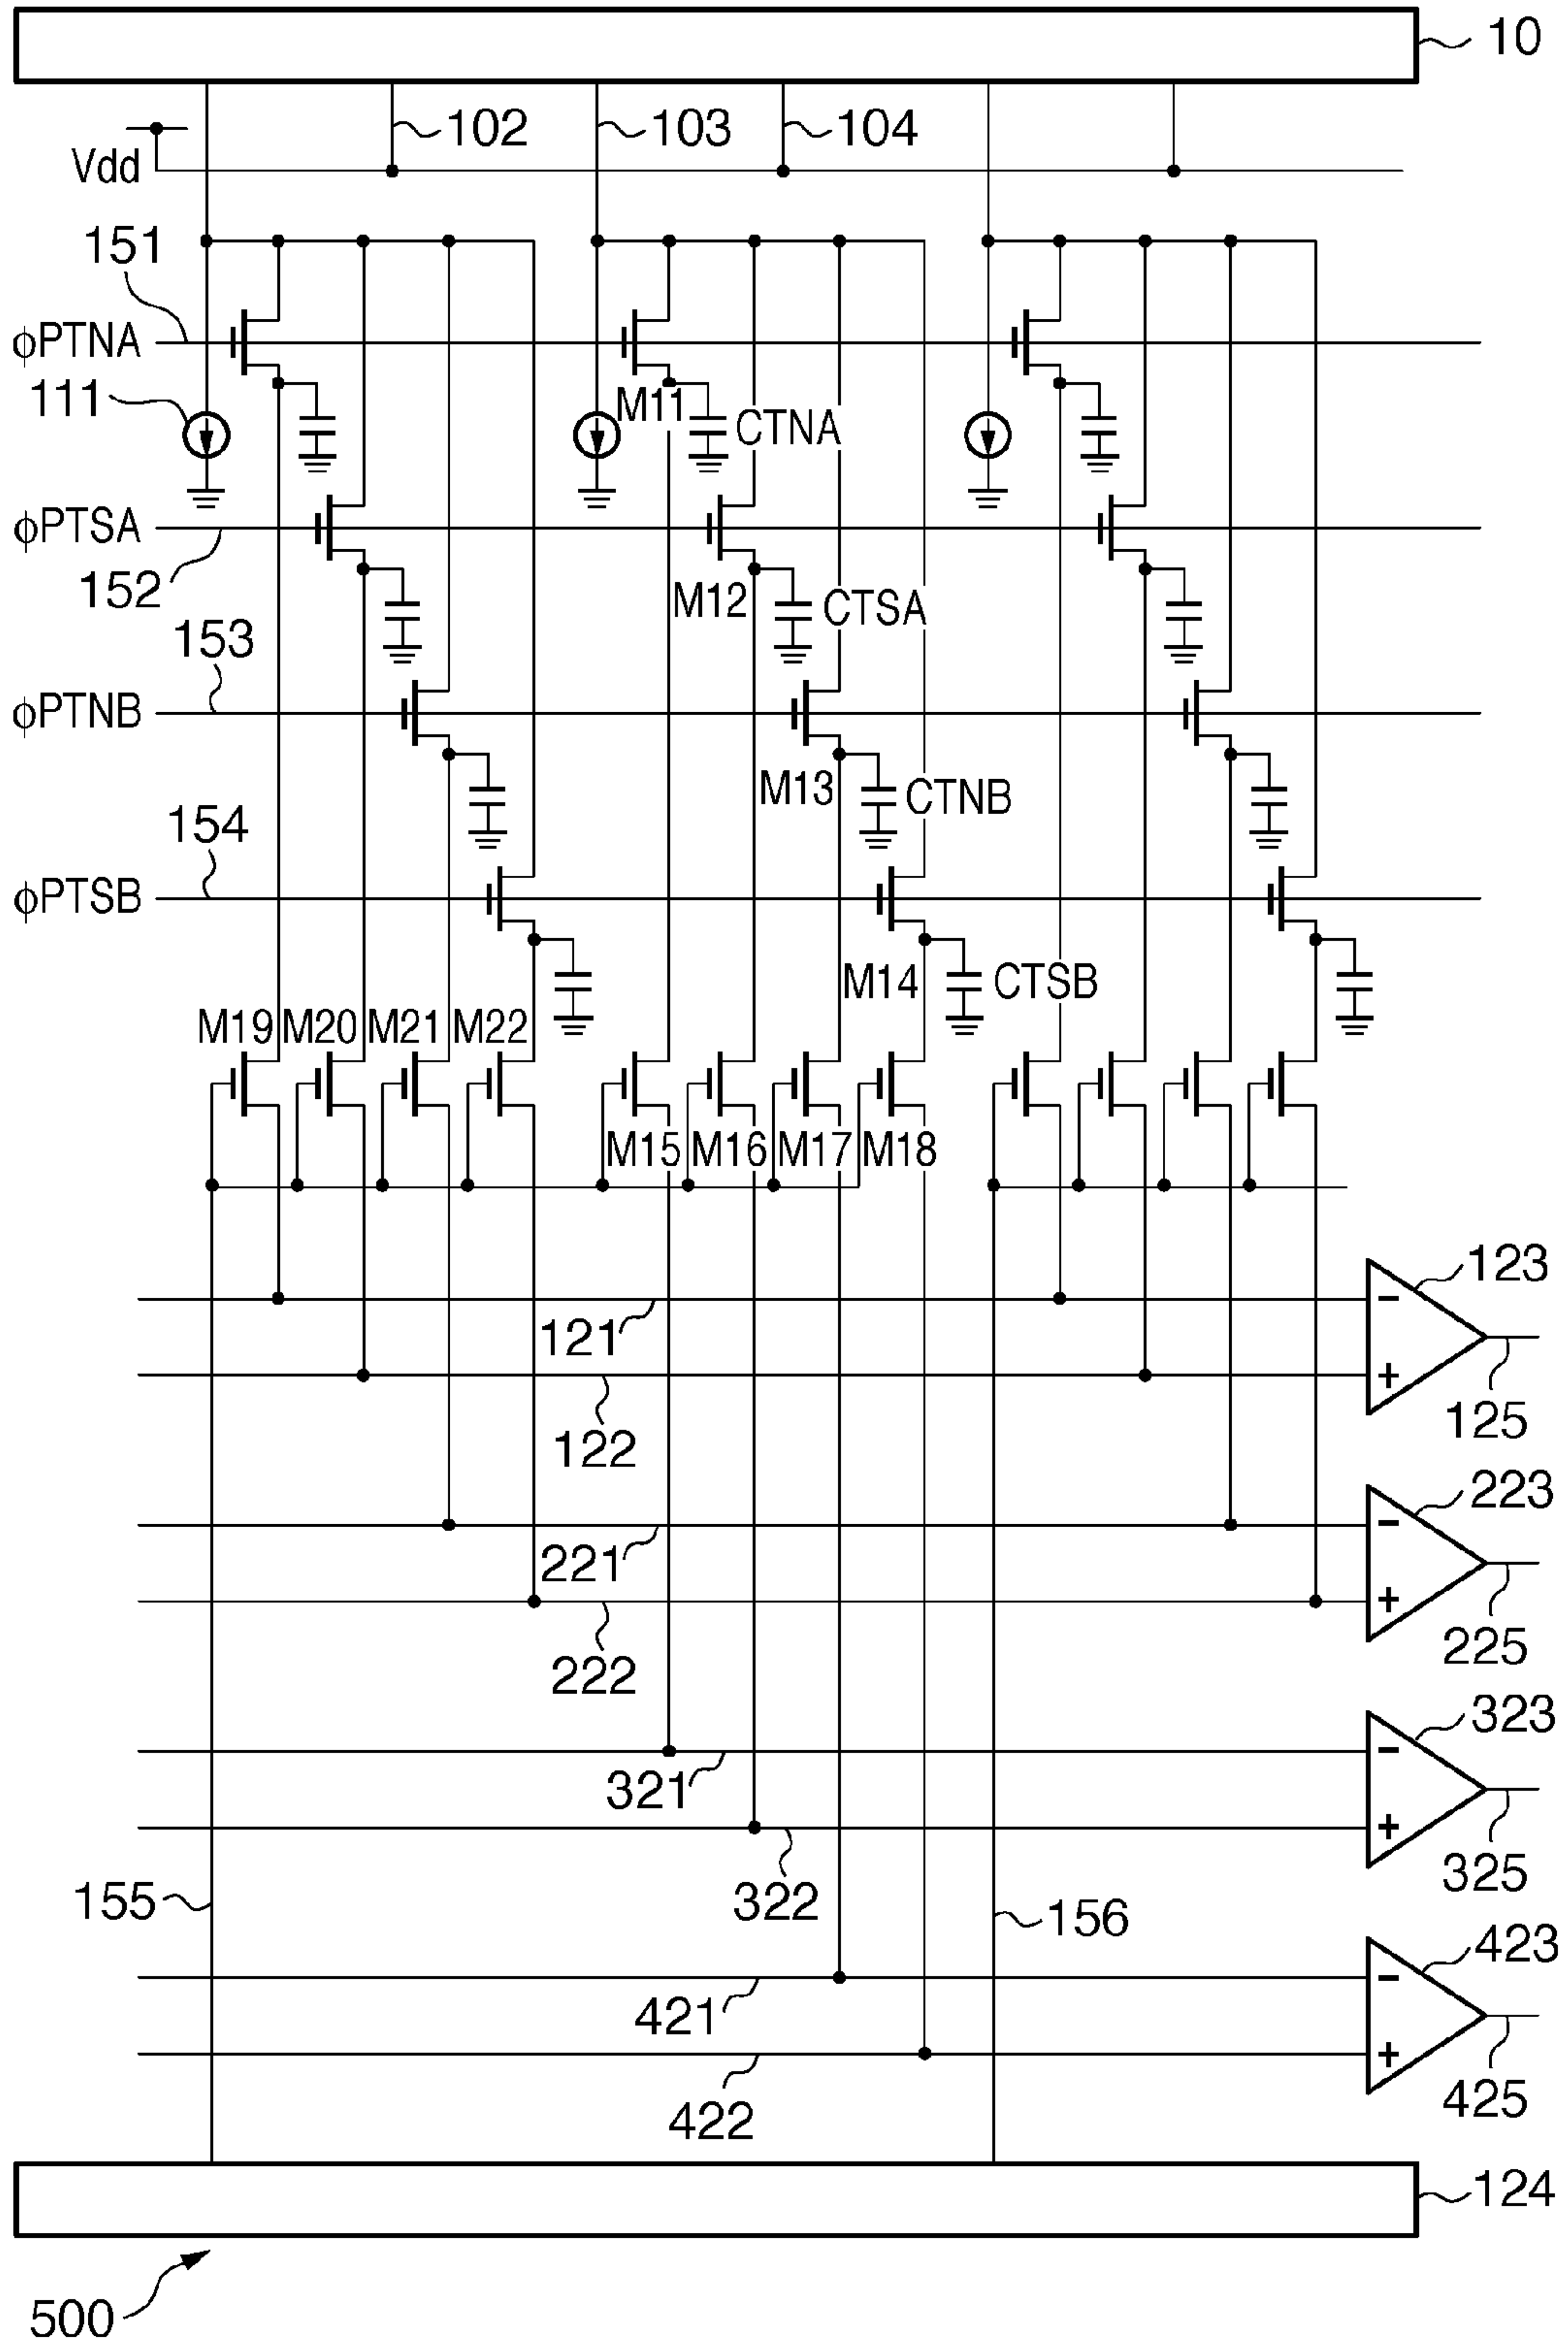 10
102 103 104
Vdd
151
φPTNA
111 M11 CTNA
φPTSA
152 M12 CTSA
153
φPTNB
M13 CTNB
154
φPTSB
M14 CTSB
M19 M20 M21 M22
M15 M16 M17 M18
123
−
121
+
122 125
223
−
221
+
222 225
323
−
321
+
322 325
155 156
423
−
421
+
422 425
124
500